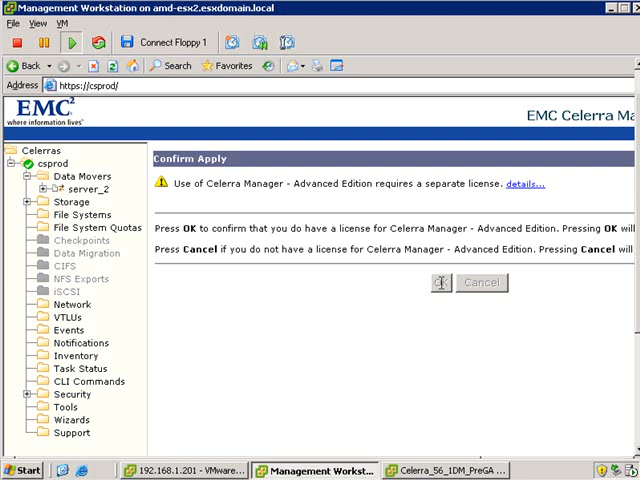 Management Workstation on amd-esx2.esxdomain.local
File View VM
Connect Floppy 1
Back Search Favorites
Address https://csprod/
EMC²
where information lives®
EMC Celerra Ma
Celerras
csprod
Data Movers
server_2
Storage
File Systems
File System Quotas
Checkpoints
Data Migration
CIFS
NFS Exports
iSCSI
Network
VTLUs
Events
Notifications
Inventory
Task Status
CLI Commands
Security
Tools
Wizards
Support
Confirm Apply
Use of Celerra Manager - Advanced Edition requires a separate license. details...
Press OK to confirm that you do have a license for Celerra Manager - Advanced Edition. Pressing OK will
Press Cancel if you do not have a license for Celerra Manager - Advanced Edition. Pressing Cancel will
OK Cancel
Start 192.168.1.201 - VMware... Management Workst... Celerra_56_1DM_PreGA ...